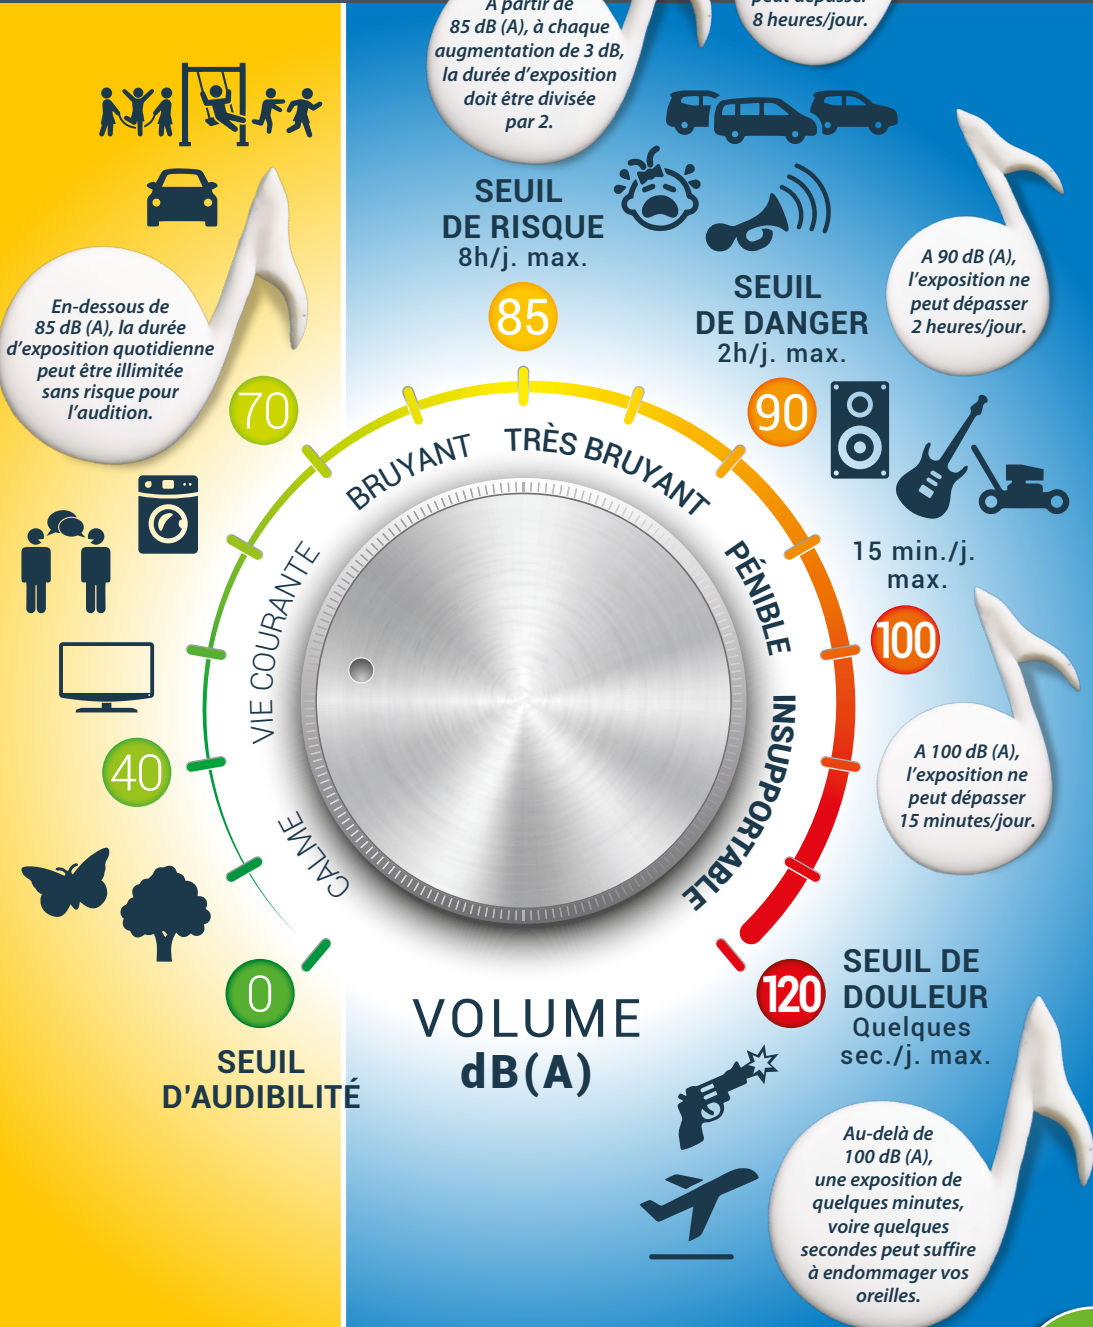 A partir de
85 dB (A), à chaque
augmentation de 3 dB,
la durée d'exposition
doit être divisée
par 2.
peut dépasser
8 heures/jour.
SEUIL
DE RISQUE
8h/j. max.
85
A 90 dB (A),
l'exposition ne
peut dépasser
2 heures/jour.
SEUIL
DE DANGER
2h/j. max.
90
En-dessous de
85 dB (A), la durée
d'exposition quotidienne
peut être illimitée
sans risque pour
l'audition.
70
BRUYANT
TRÈS BRUYANT
VIE COURANTE
PÉNIBLE
15 min./j.
max.
100
40
CALME
INSUPPORTABLE
A 100 dB (A),
l'exposition ne
peut dépasser
15 minutes/jour.
0
SEUIL
D'AUDIBILITÉ
VOLUME
dB(A)
120
SEUIL DE
DOULEUR
Quelques
sec./j. max.
Au-delà de
100 dB (A),
une exposition de
quelques minutes,
voire quelques
secondes peut suffire
à endommager vos
oreilles.